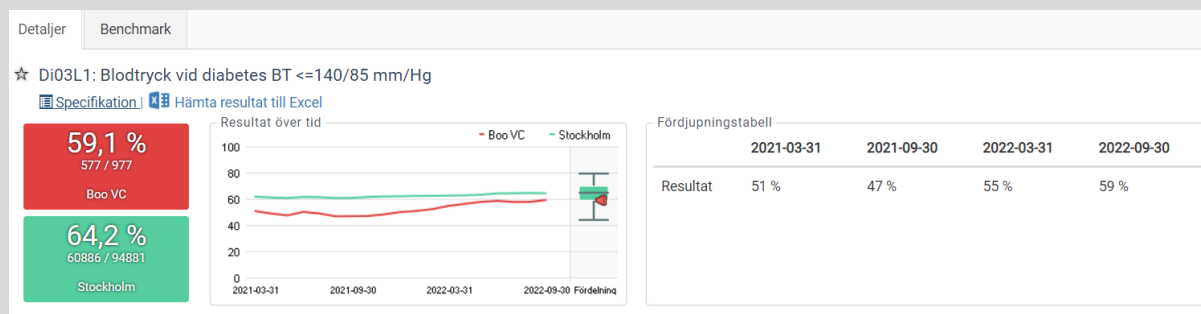 Detaljer Benchmark
☆ Di03L1: Blodtryck vid diabetes BT <=140/85 mm/Hg
Specifikation | Hämta resultat till Excel
59,1 %
577 / 977
Boo VC
64,2 %
60886 / 94881
Stockholm
Resultat över tid
Boo VC Stockholm
100
80
60
40
20
0
2021-03-31 2021-09-30 2022-03-31 2022-09-30 Fördelning
Fördjupningstabell
2021-03-31 2021-09-30 2022-03-31 2022-09-30
Resultat 51 % 47 % 55 % 59 %